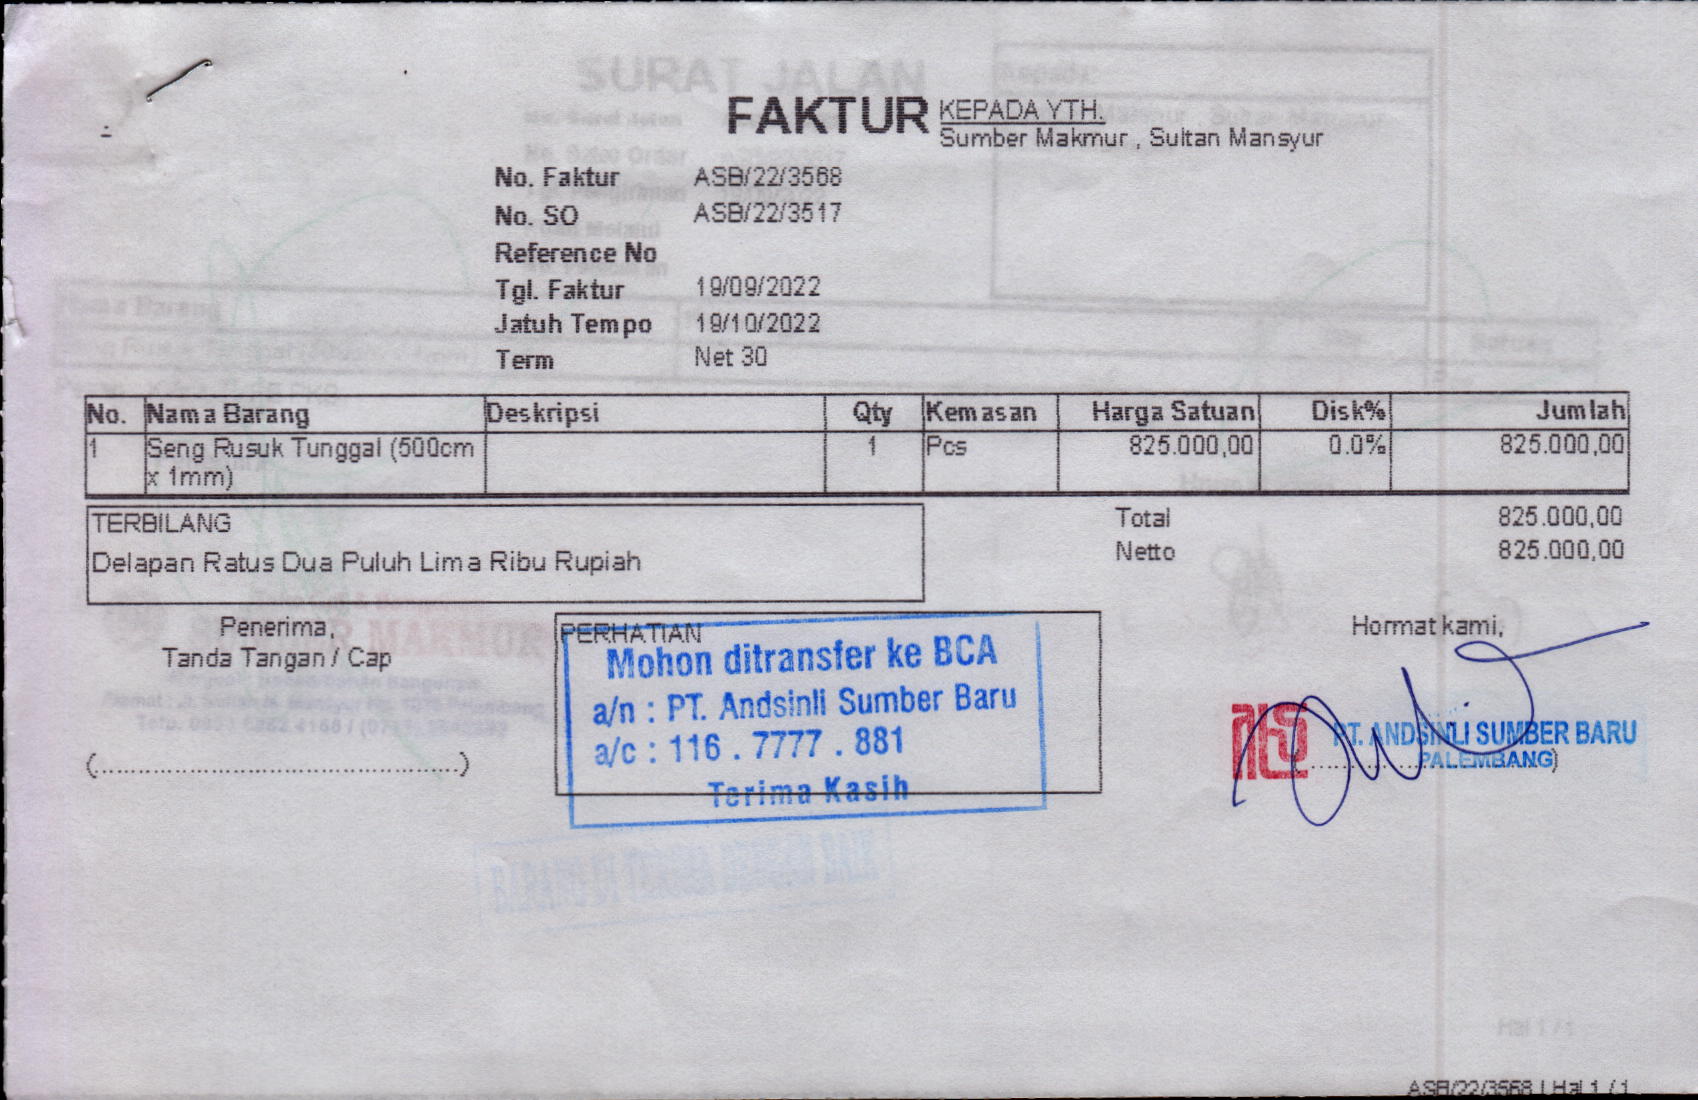 FAKTUR
KEPADA YTH.
Sumber Makmur , Sultan Mansyur
No. Faktur ASB/22/3568
No. SO ASB/22/3517
Reference No
Tgl. Faktur 19/09/2022
Jatuh Tempo 19/10/2022
Term Net 30
No. Nama Barang Deskripsi Qty Kemasan Harga Satuan Disk% Jumlah
1 Seng Rusuk Tunggal (500cm 1 Pcs 825.000,00 0.0% 825.000,00
x 1mm)
TERBILANG
Delapan Ratus Dua Puluh Lima Ribu Rupiah
Total 825.000,00
Netto 825.000,00
Penerima,
Tanda Tangan / Cap
(..........................................................)
PERHATIAN
Mohon ditransfer ke BCA
a/n : PT. Andsinli Sumber Baru
a/c : 116 . 7777 . 881
Terima Kasih
Hormat kami,
PT. ANDSINLI SUMBER BARU
PALEMBANG)
SURAT JALAN
Hal 1 / 1
ASB/22/3568 | Hal 1 / 1